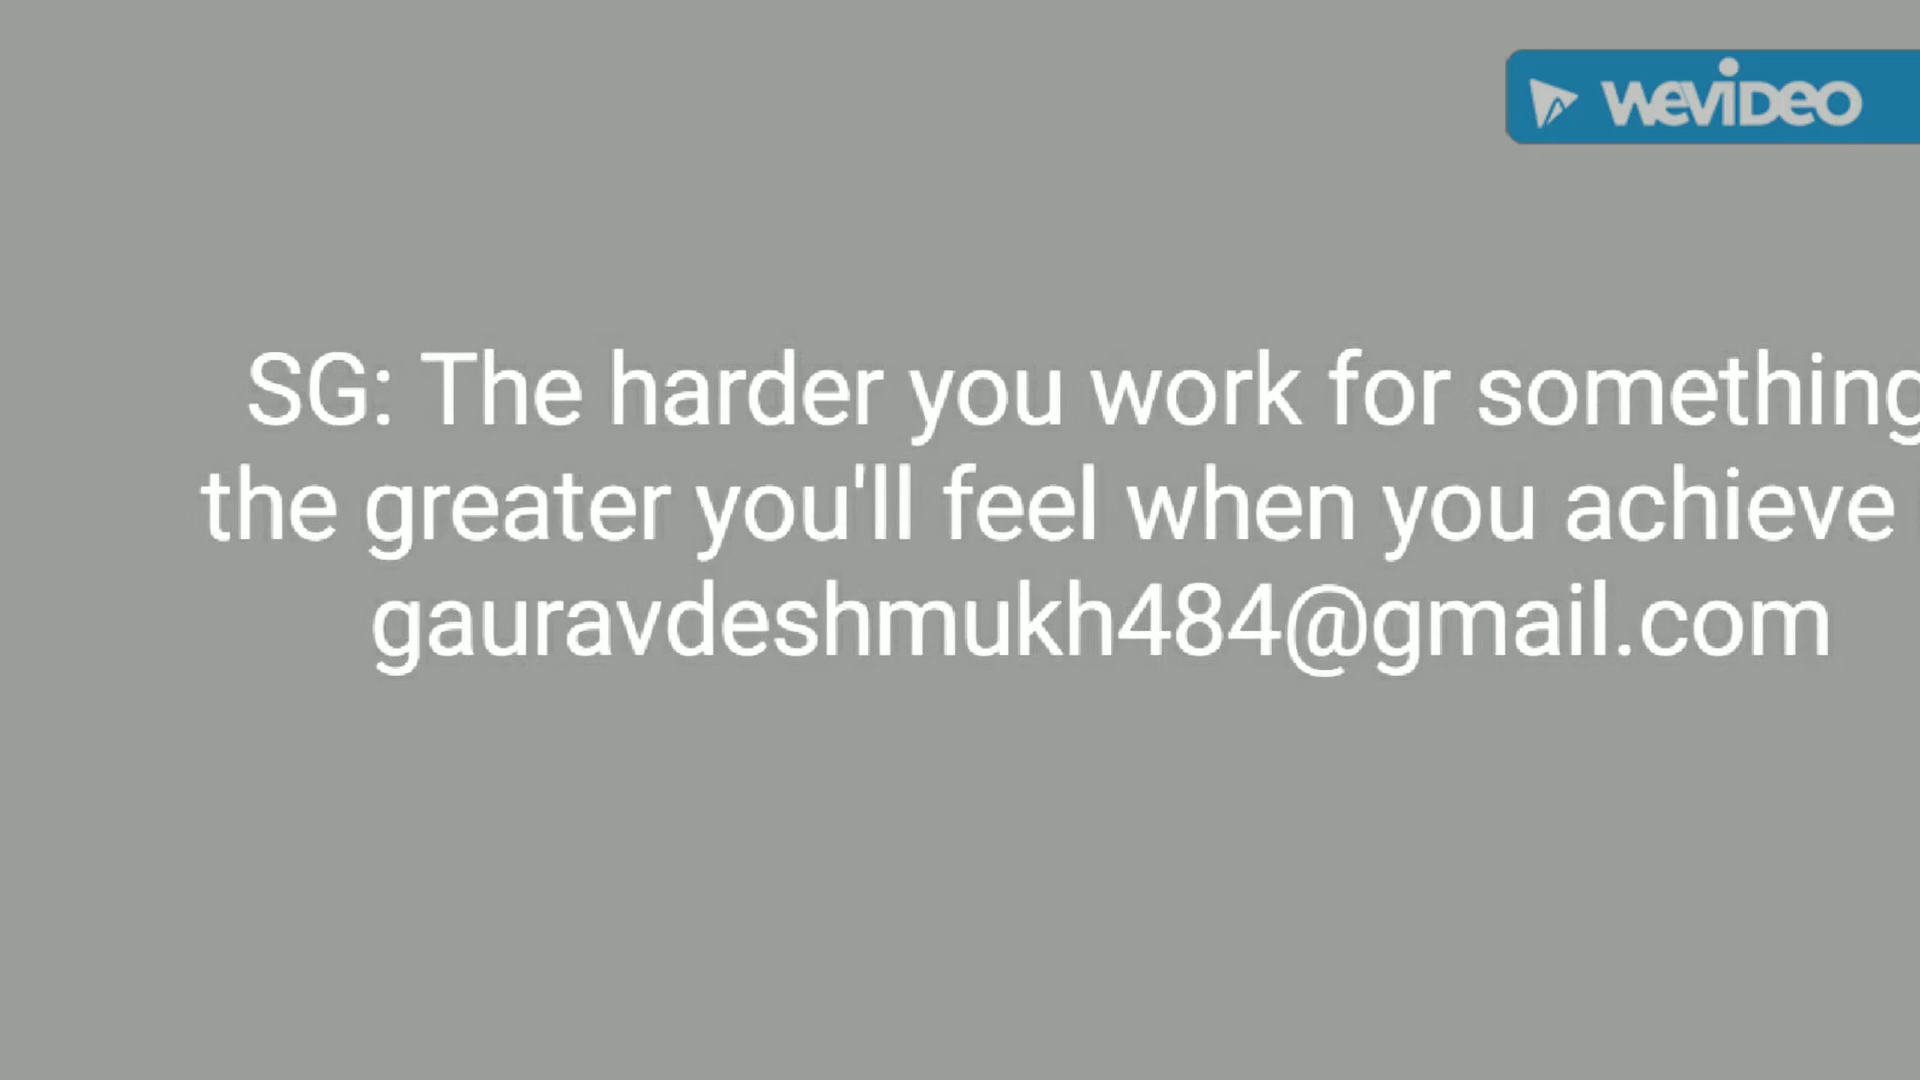 WeVideo
SG: The harder you work for something
the greater you'll feel when you achieve
gauravdeshmukh484@gmail.com